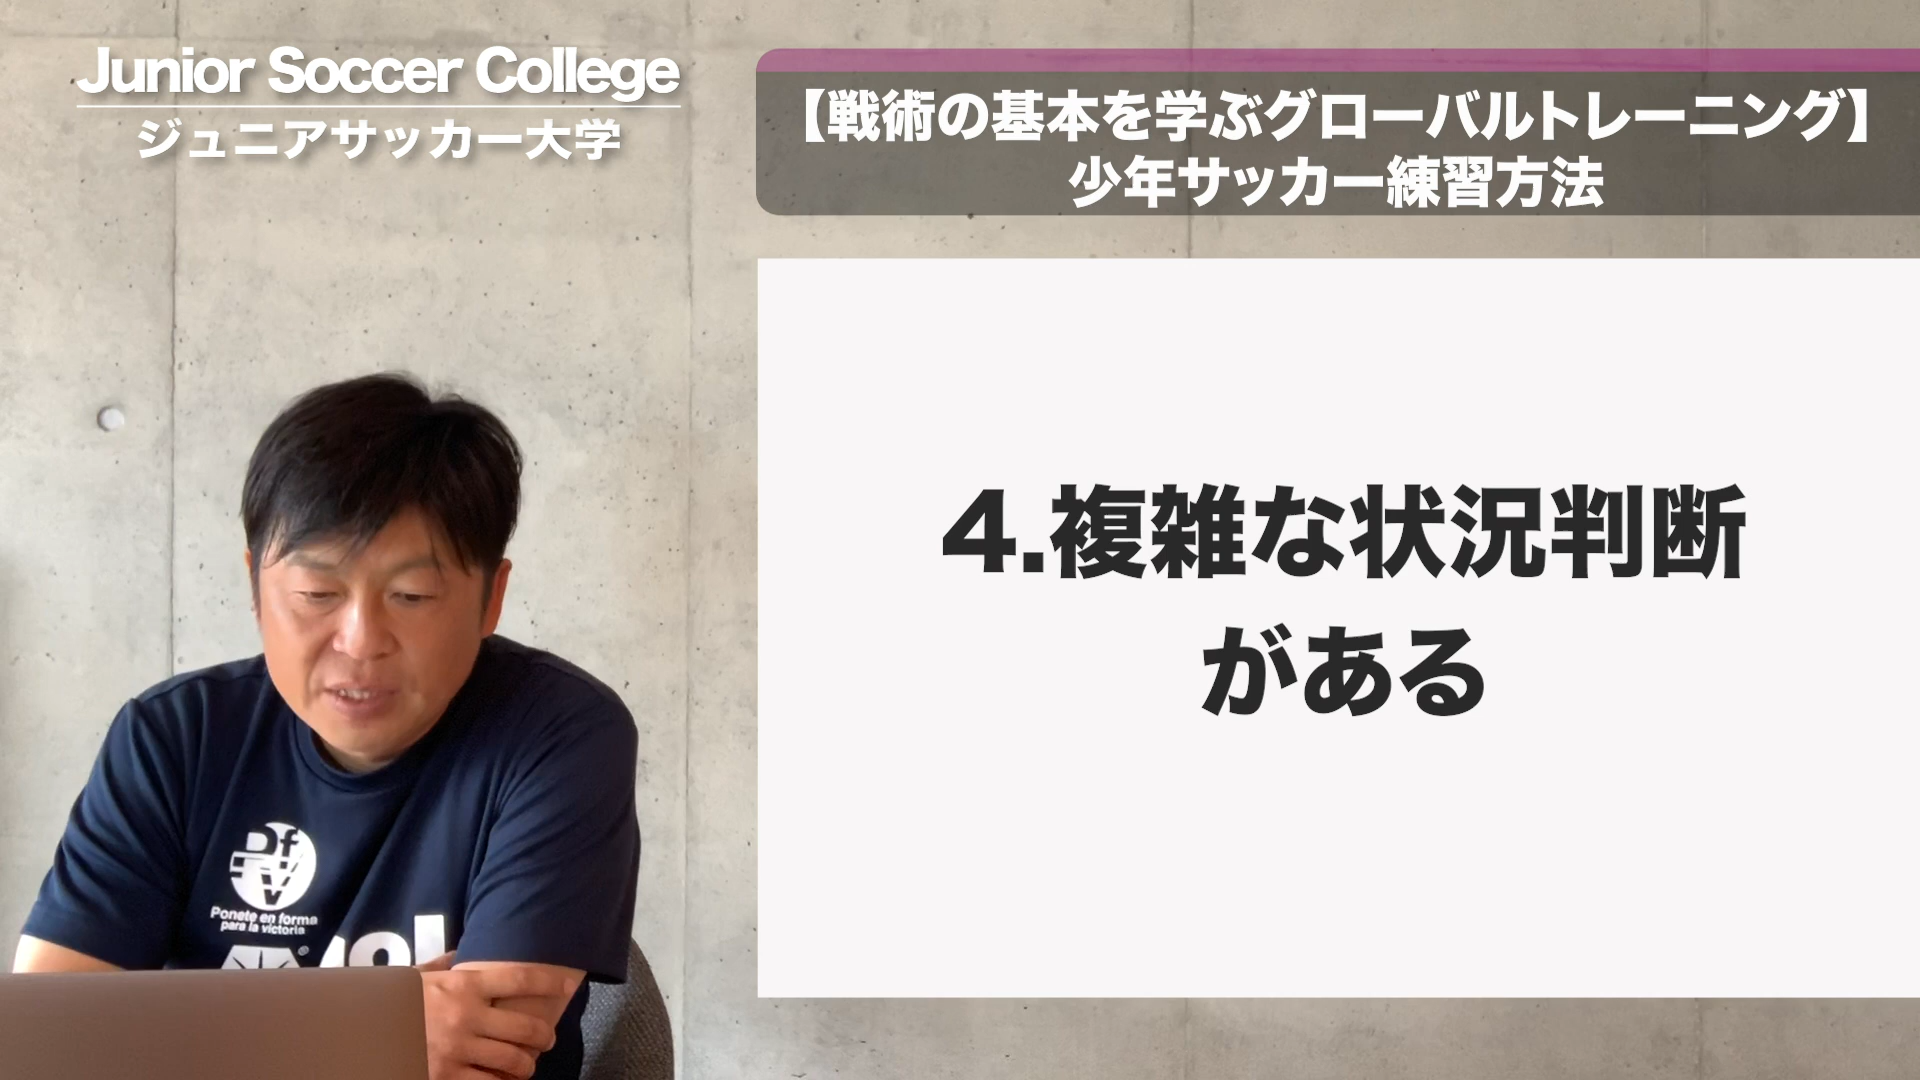 Junior Soccer College
ジュニアサッカー大学
【戦術の基本を学ぶグローバルトレーニング】
少年サッカー練習方法
4.複雑な状況判断
がある
Ponete en forma
para la victoria